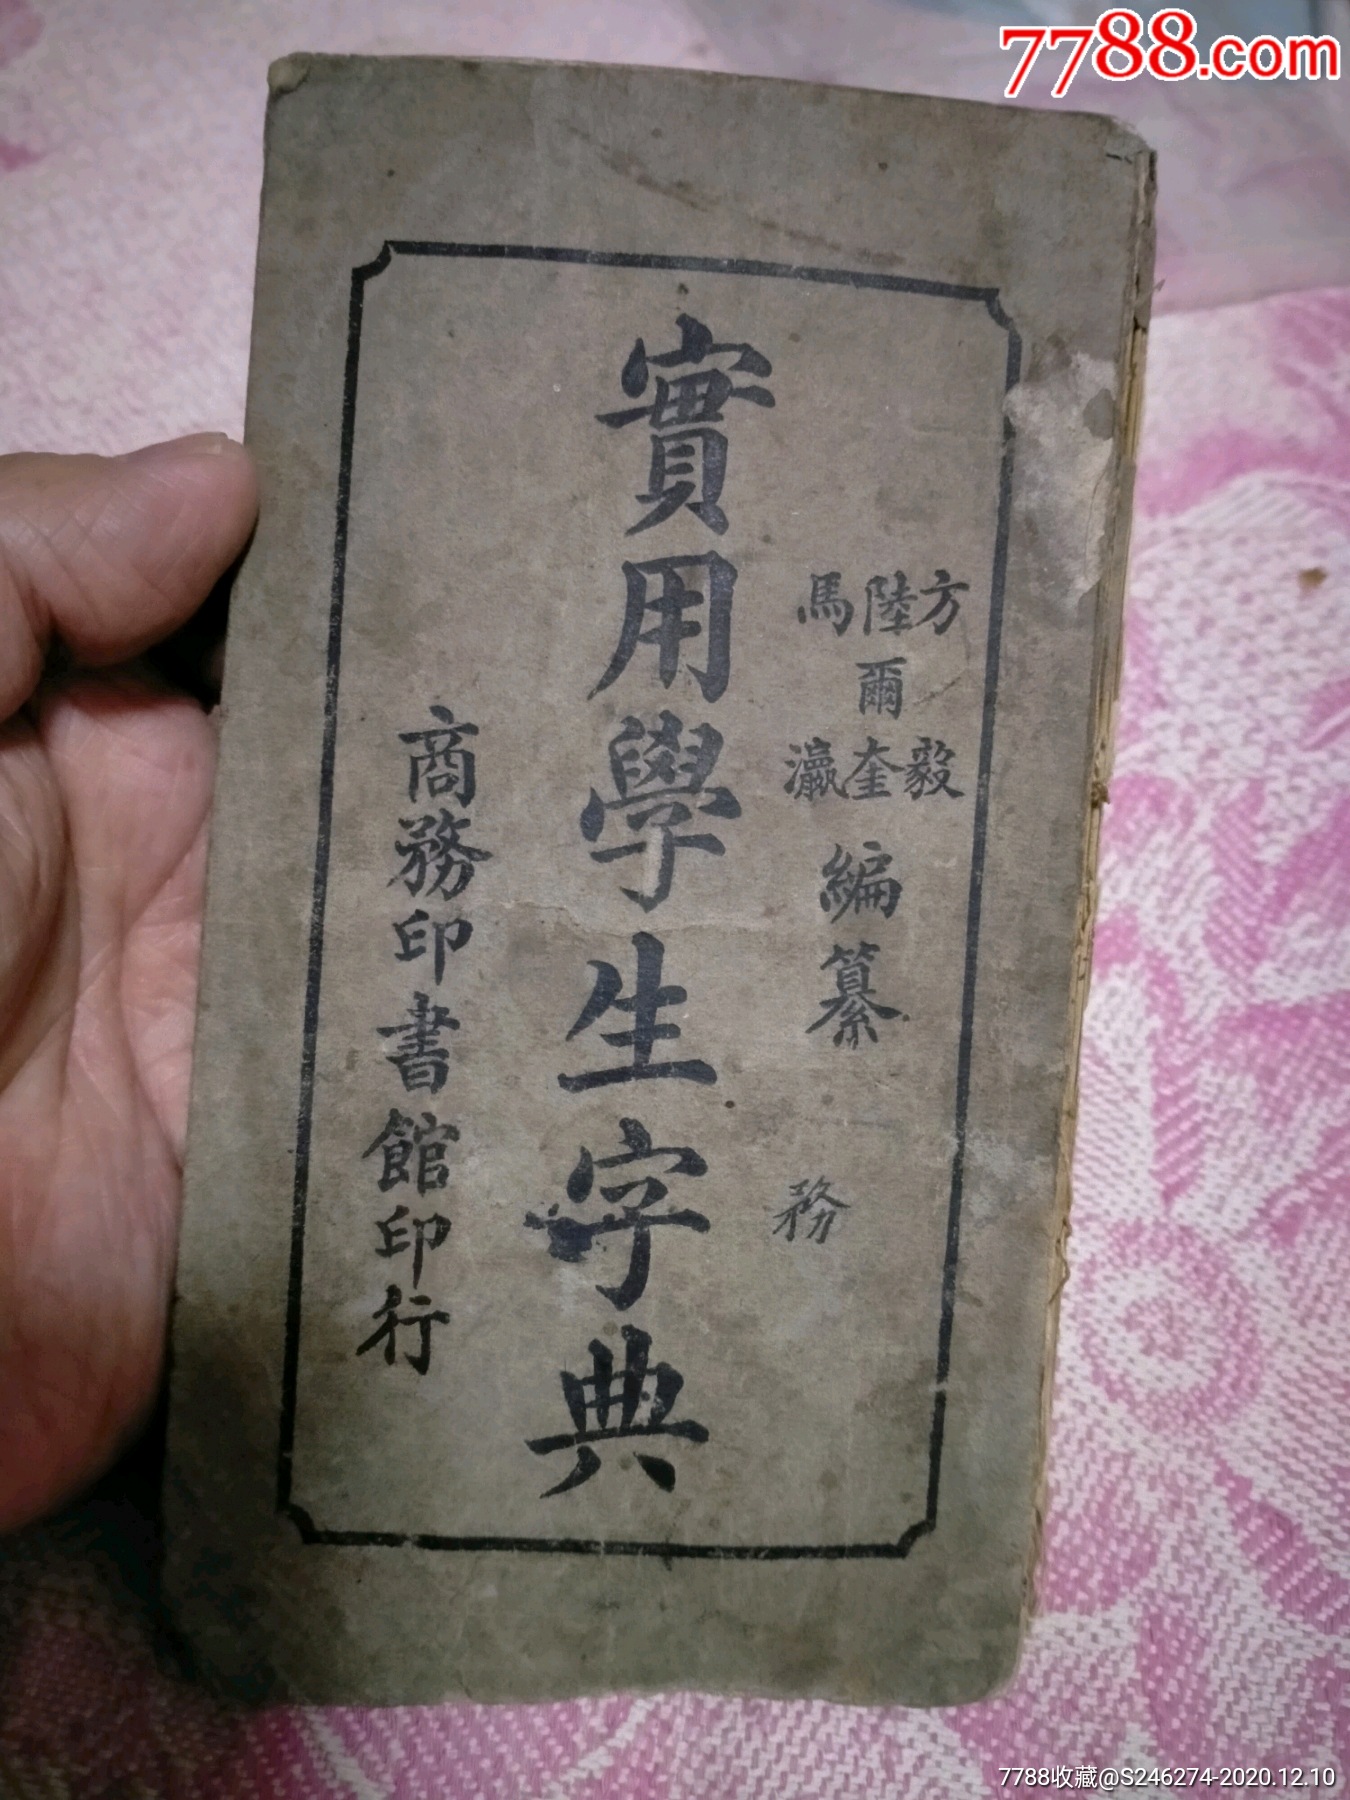 7788.com
方毅
陸爾奎
馬瀛
編纂
務
實用學生字典
商務印書館印行
7788收藏@S246274-2020.12.10